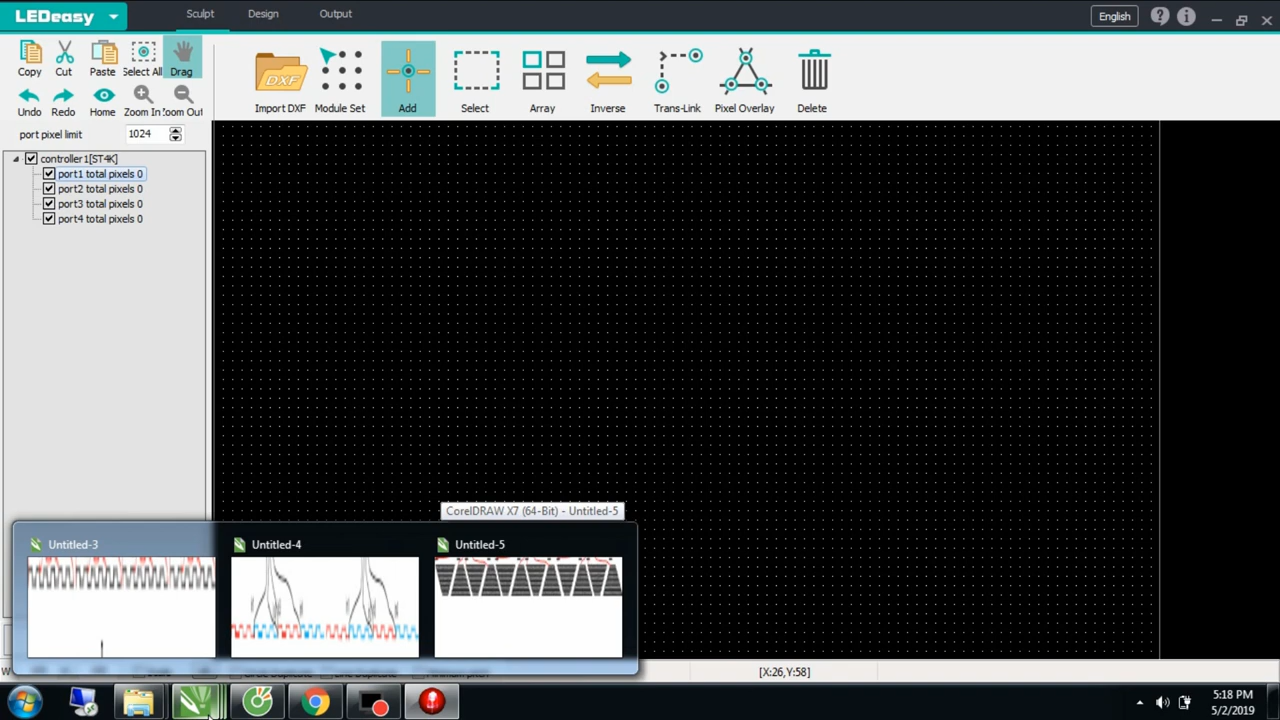 LEDeasy
Sculpt
Design
Output
English
Copy
Cut
Paste
Select All
Drag
Undo
Redo
Home
Zoom In
Zoom Out
Import DXF
DXF
Module Set
Add
Select
Array
Inverse
Trans-Link
Pixel Overlay
Delete
port pixel limit 1024
controller1[ST4K]
port1 total pixels 0
port2 total pixels 0
port3 total pixels 0
port4 total pixels 0
CorelDRAW X7 (64-Bit) - Untitled-5
Untitled-3
Untitled-4
Untitled-5
[X:26,Y:58]
5:18 PM
5/2/2019